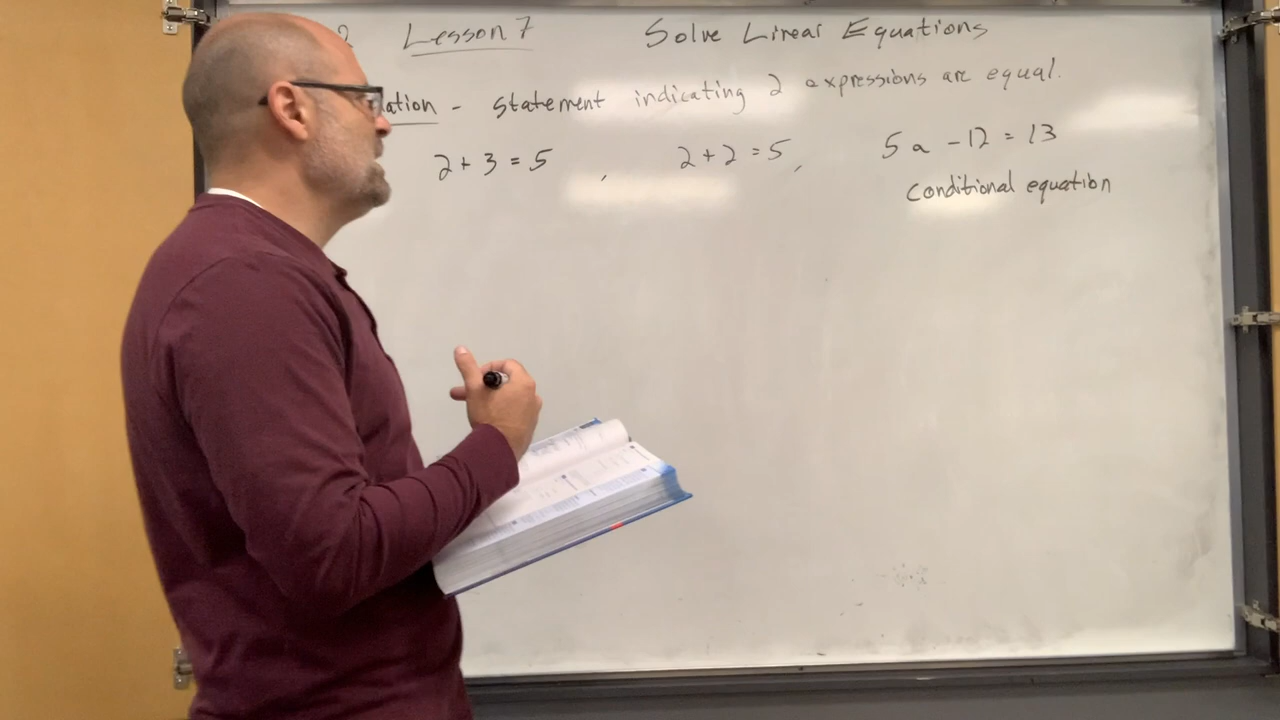 2 Lesson 7 Solve Linear Equations
ation - statement indicating 2 expressions are equal.
2 + 3 = 5 , 2 + 2 = 5 , 5a - 12 = 13
conditional equation